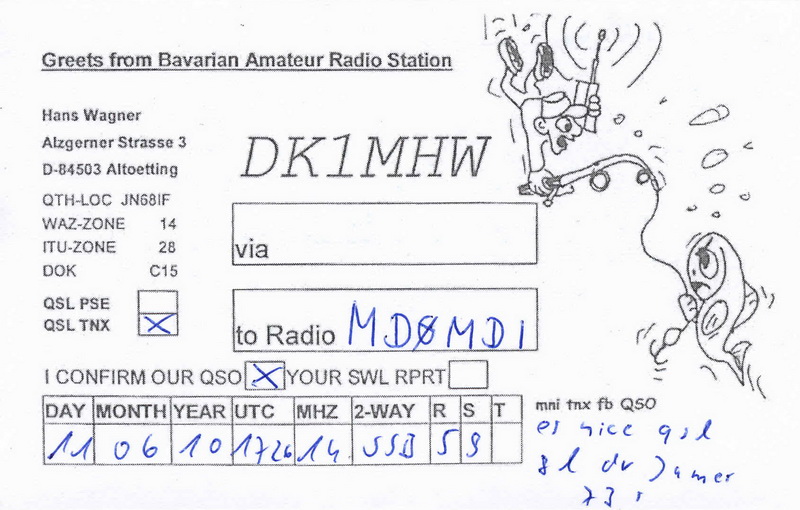 Greets from Bavarian Amateur Radio Station
Hans Wagner
Alzgerner Strasse 3
D-84503 Altoetting
DK1MHW
QTH-LOC JN68IF
WAZ-ZONE 14
ITU-ZONE 28
DOK C15
via
QSL PSE
QSL TNX X
to Radio MDØMDI
I CONFIRM OUR QSO X YOUR SWL RPRT
DAY MONTH YEAR UTC MHZ 2-WAY R S T
11 06 10 1726 14 SSB 5 9
mni tnx fb QSO
es nice qsl
gl dr
73